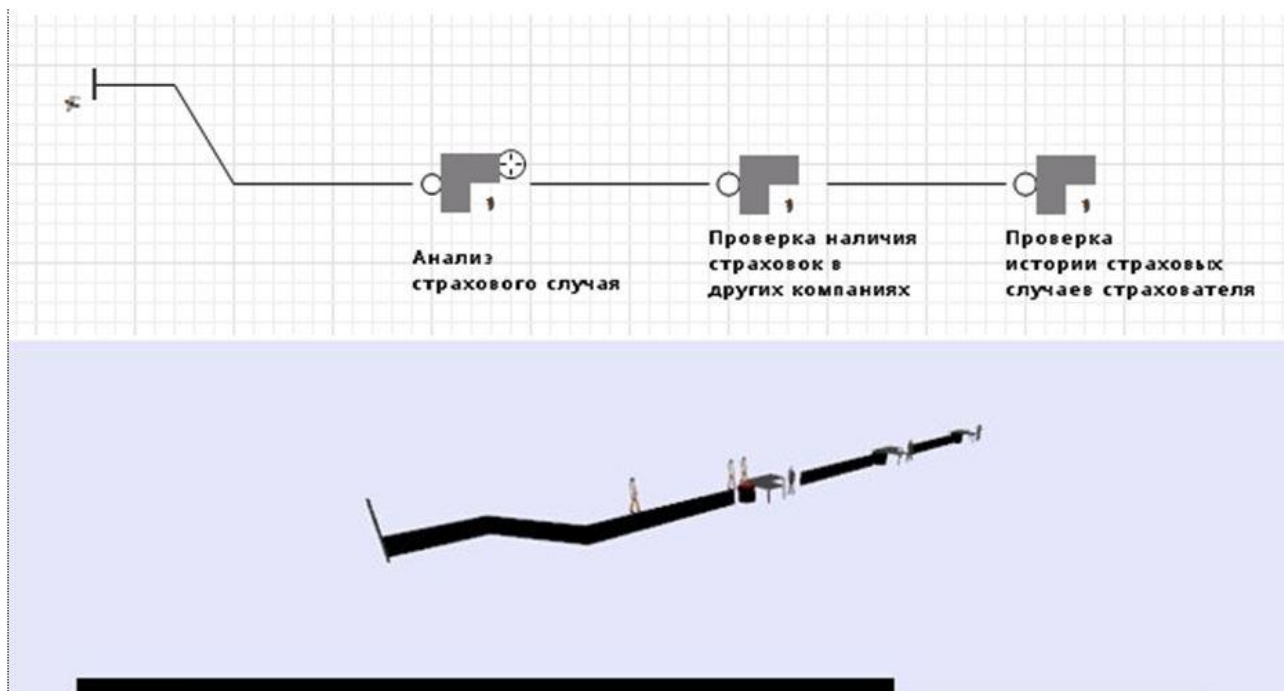 Анализ
страхового случая
Проверка наличия
страховок в
других компаниях
Проверка
истории страховых
случаев страхователя